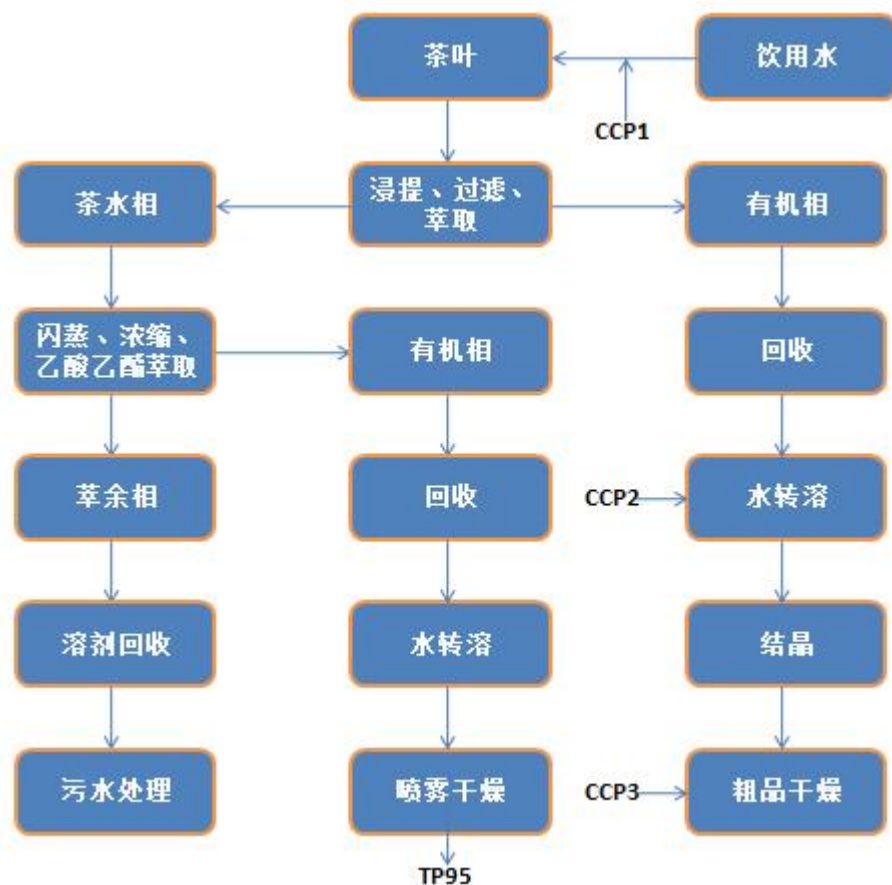 茶叶
饮用水
CCP1
茶水相
浸提、过滤、
萃取
有机相
闪蒸、浓缩、
乙酸乙酯萃取
有机相
回收
萃余相
回收
CCP2
水转溶
溶剂回收
水转溶
结晶
污水处理
喷雾干燥
CCP3
粗品干燥
TP95